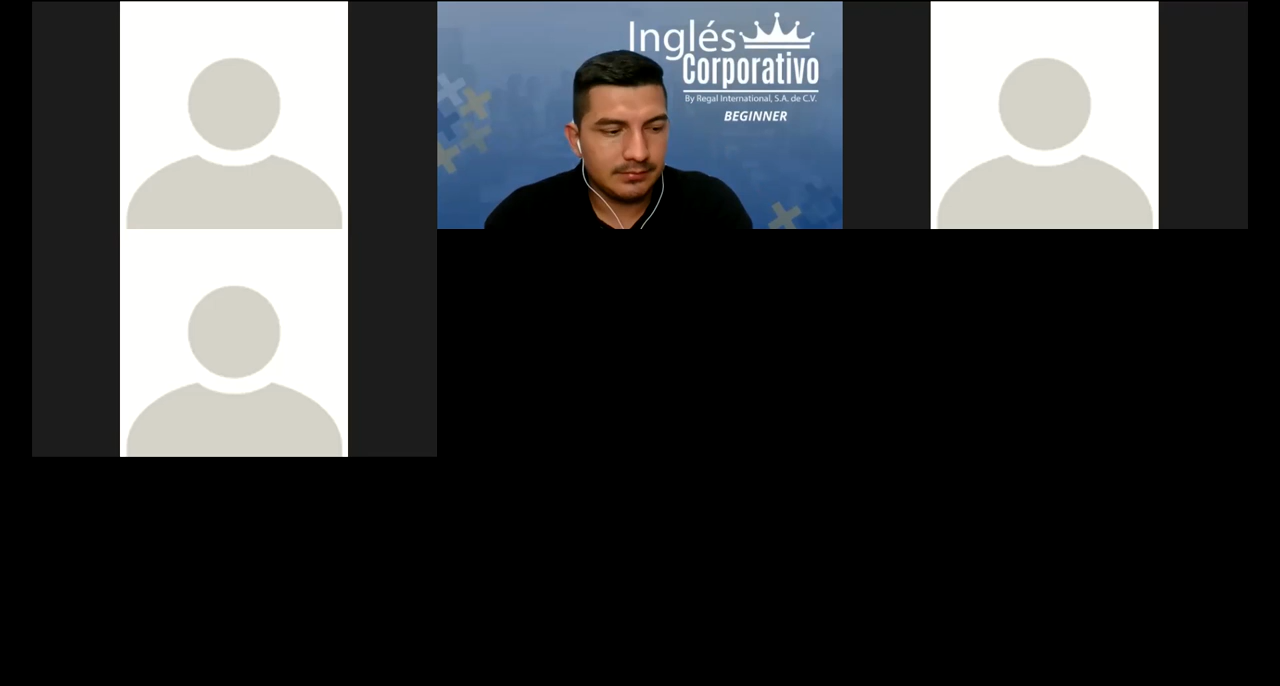 Inglés
Corporativo
By Regal International, S.A. de C.V.
BEGINNER